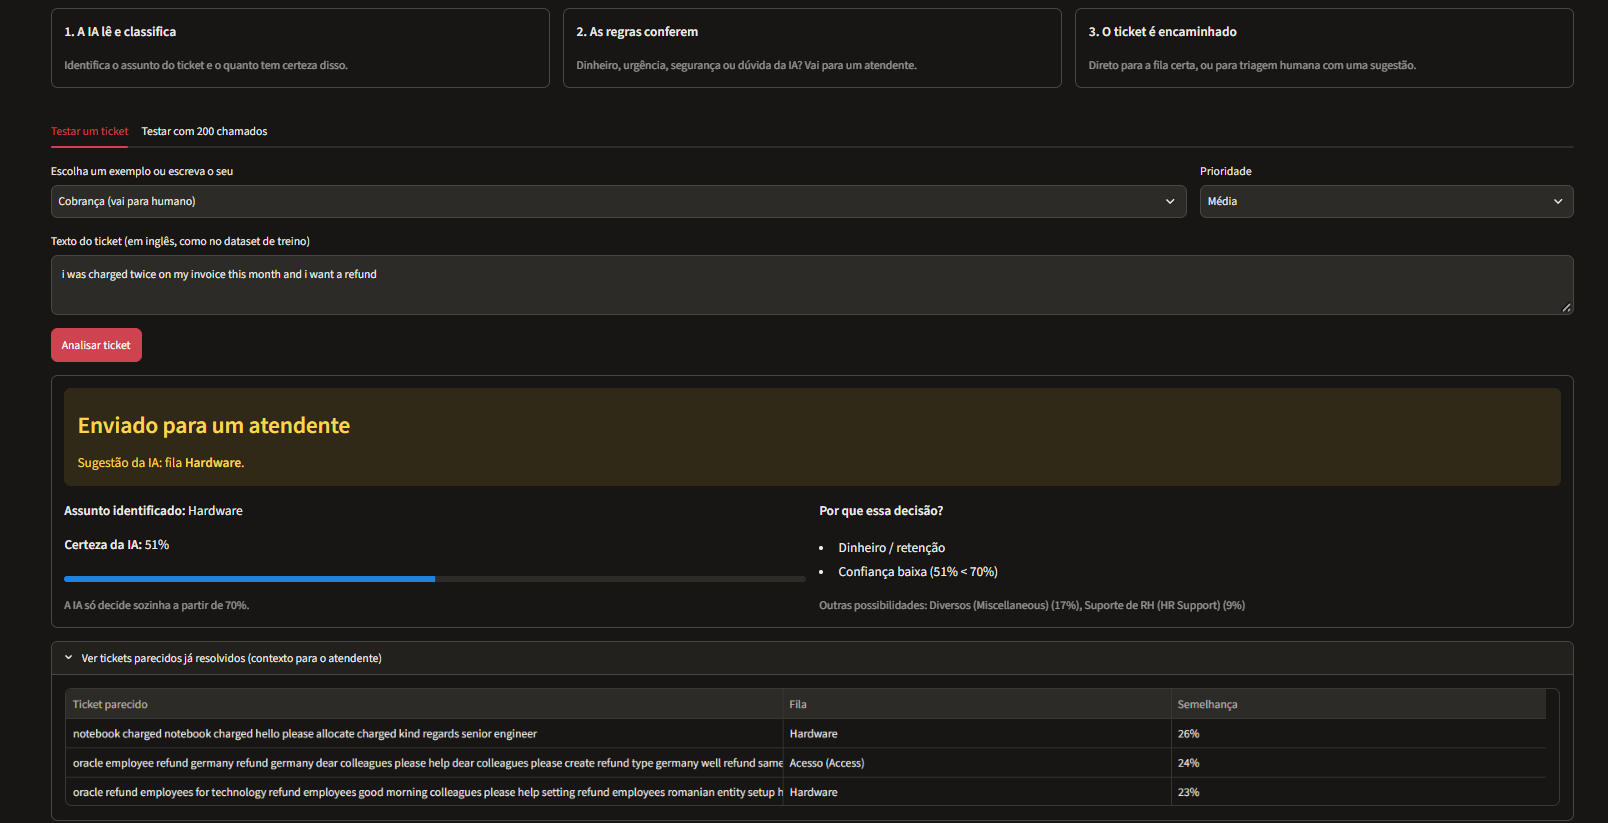 1. A IA lê e classifica
Identifica o assunto do ticket e o quanto tem certeza disso.
2. As regras conferem
Dinheiro, urgência, segurança ou dúvida da IA? Vai para um atendente.
3. O ticket é encaminhado
Direto para a fila certa, ou para triagem humana com uma sugestão.
Testar um ticket
Testar com 200 chamados
Escolha um exemplo ou escreva o seu
Cobrança (vai para humano)
Prioridade
Média
Texto do ticket (em inglês, como no dataset de treino)
i was charged twice on my invoice this month and i want a refund
Analisar ticket
Enviado para um atendente
Sugestão da IA: fila Hardware.
Assunto identificado: Hardware
Certeza da IA: 51%
A IA só decide sozinha a partir de 70%.
Por que essa decisão?
• Dinheiro / retenção
• Confiança baixa (51% < 70%)
Outras possibilidades: Diversos (Miscellaneous) (17%), Suporte de RH (HR Support) (9%)
Ver tickets parecidos já resolvidos (contexto para o atendente)
Ticket parecido Fila Semelhança
notebook charged notebook charged hello please allocate charged kind regards senior engineer Hardware 26%
oracle employee refund germany refund germany dear colleagues please help dear colleagues please create refund type germany well refund same Acesso (Access) 24%
oracle refund employees for technology refund employees good morning colleagues please help setting refund employees romanian entity setup h Hardware 23%